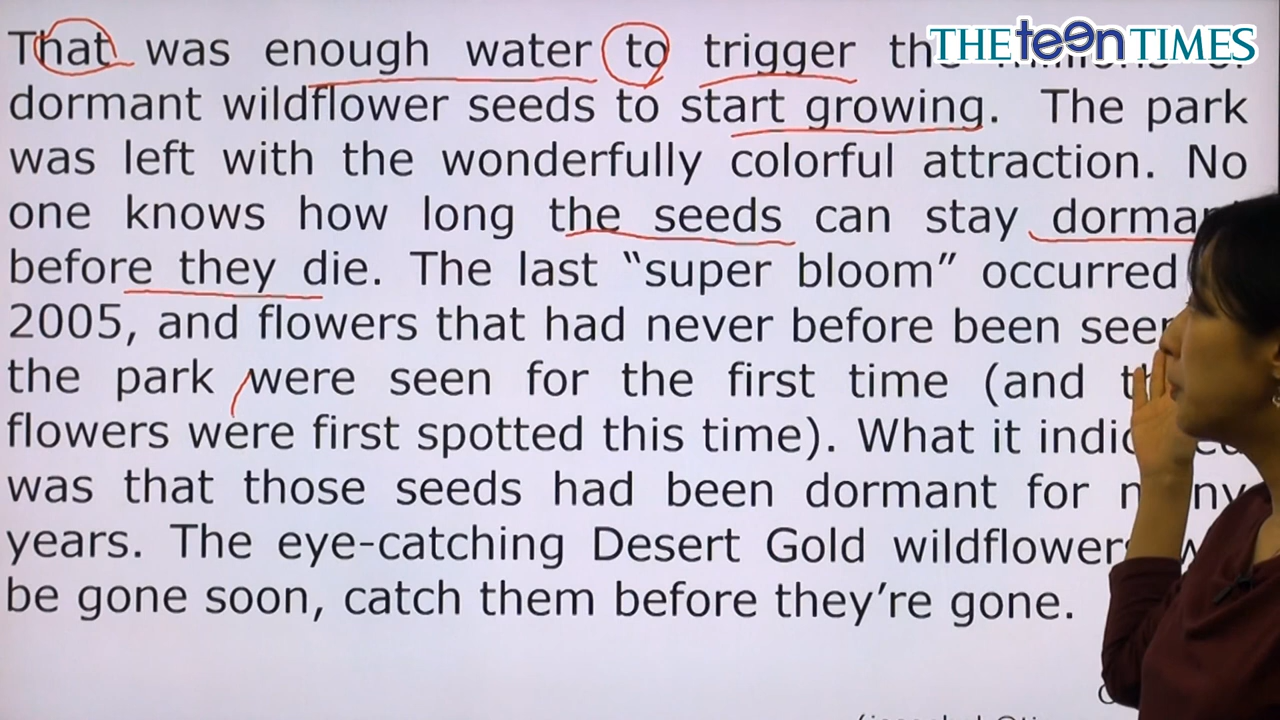 THE teen TIMES
That was enough water to trigger
dormant wildflower seeds to start growing. The park
was left with the wonderfully colorful attraction. No
one knows how long the seeds can stay
before they die. The last “super bloom” occurred
2005, and flowers that had never before been
the park were seen for the first time (and
flowers were first spotted this time). What it
was that those seeds had been dormant for
years. The eye-catching Desert Gold
be gone soon, catch them before they’re gone.